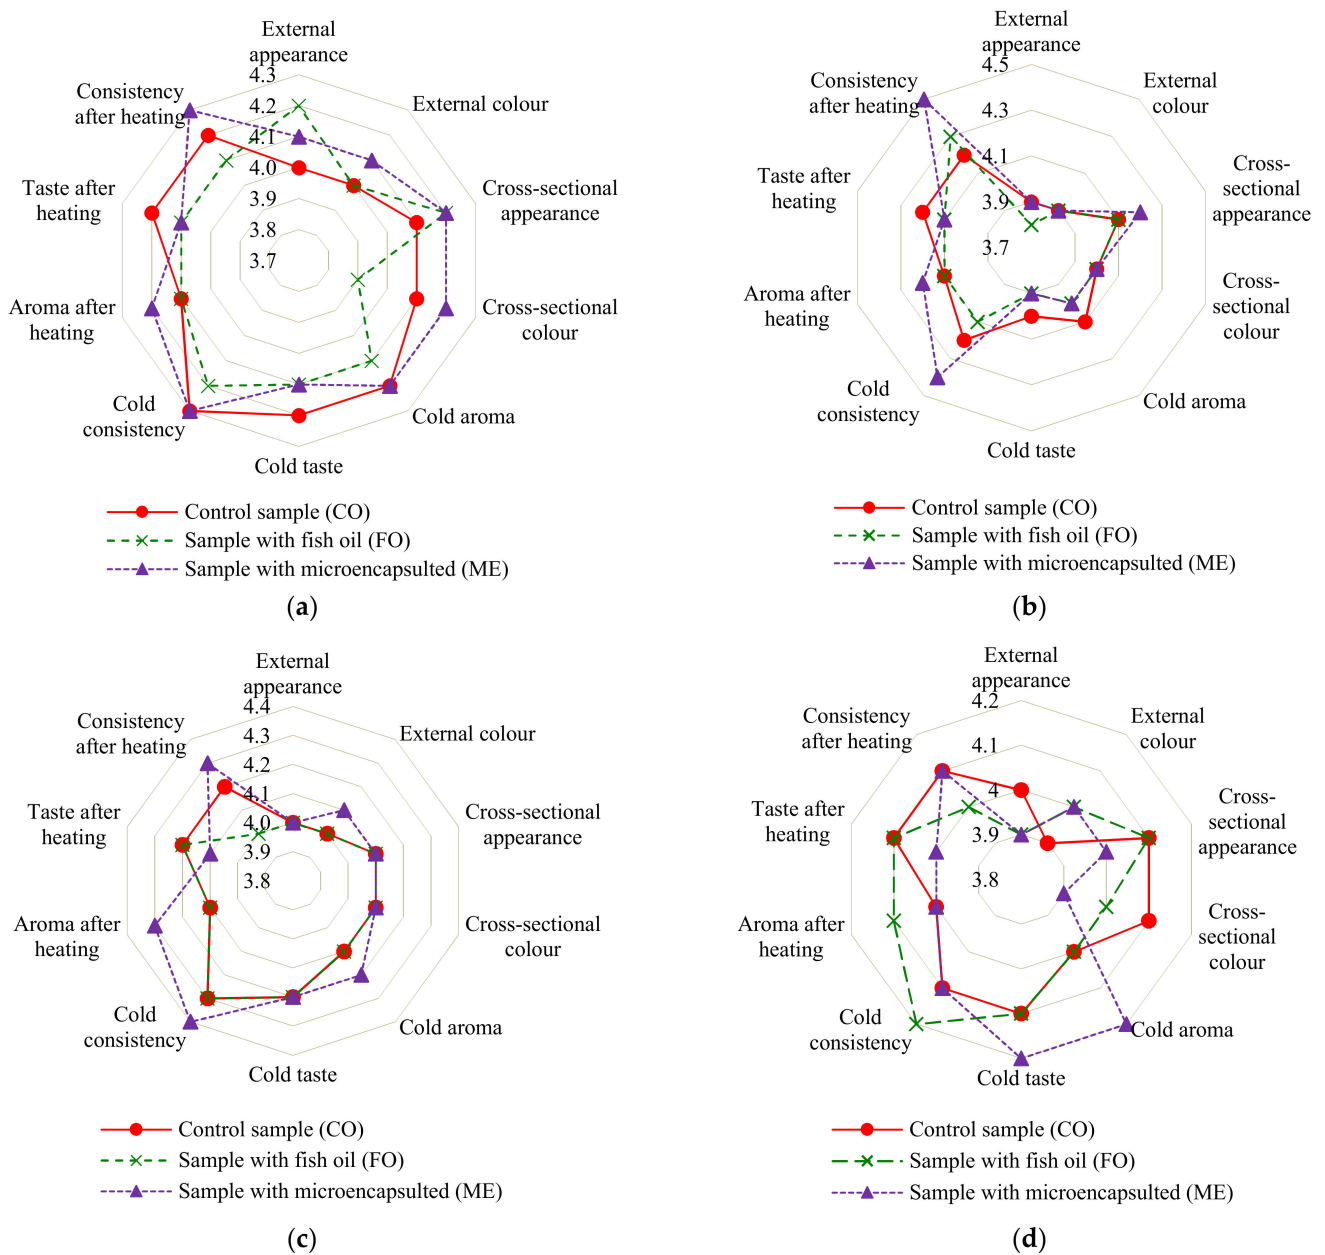 External
appearance
4.3
4.2
4.1
4.0
3.9
3.8
3.7
External colour
Cross-sectional
appearance
Cross-sectional
colour
Cold aroma
Cold taste
Cold
consistency
Aroma after
heating
Taste after
heating
Consistency
after heating
Control sample (CO)
Sample with fish oil (FO)
Sample with microencapsulted (ME)
(a)
External
appearance
4.5
4.3
4.1
3.9
3.7
External
colour
Cross-
sectional
appearance
Cross-
sectional
colour
Cold aroma
Cold taste
Cold
consistency
Aroma after
heating
Taste after
heating
Consistency
after heating
Control sample (CO)
Sample with fish oil (FO)
Sample with microencapsulted (ME)
(b)
External
appearance
4.4
4.3
4.2
4.1
4.0
3.9
3.8
External colour
Cross-sectional
appearance
Cross-sectional
colour
Cold aroma
Cold taste
Cold
consistency
Aroma after
heating
Taste after
heating
Consistency
after heating
Control sample (CO)
Sample with fish oil (FO)
Sample with microencapsulted (ME)
(c)
External
appearance
4.2
4.1
4
3.9
3.8
External
colour
Cross-
sectional
appearance
Cross-
sectional
colour
Cold aroma
Cold taste
Cold
consistency
Aroma after
heating
Taste after
heating
Consistency
after heating
Control sample (CO)
Sample with fish oil (FO)
Sample with microencapsulted (ME)
(d)